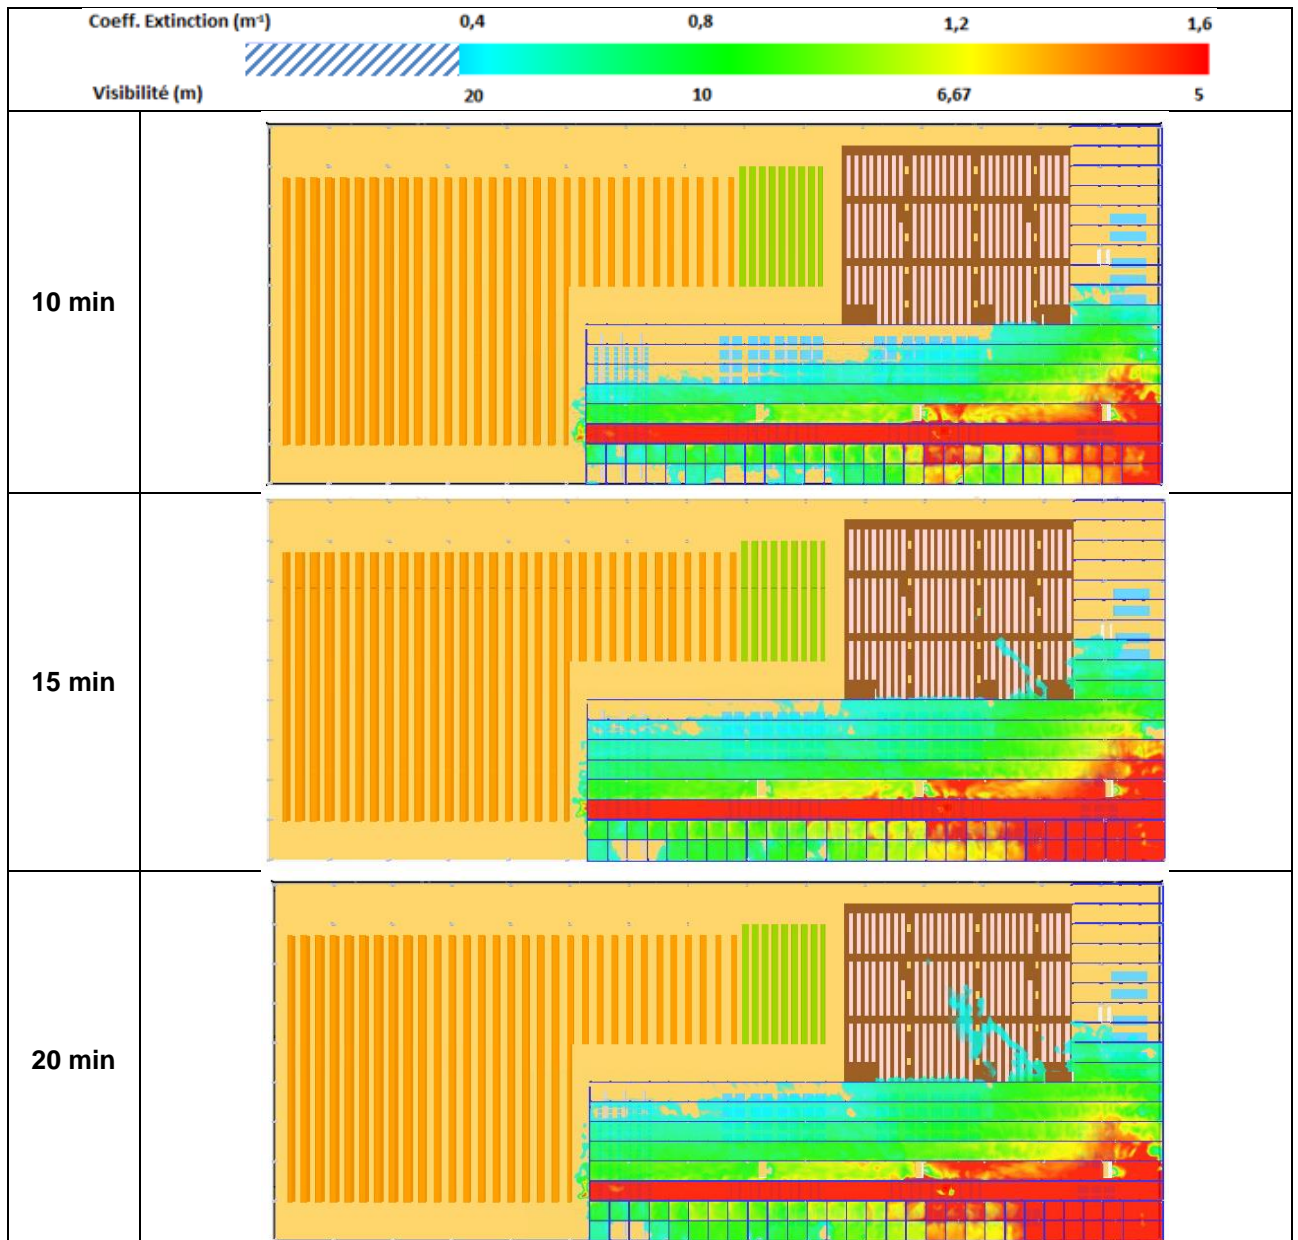 Coeff. Extinction (m⁻¹) 0,4 0,8 1,2 1,6
Visibilité (m) 20 10 6,67 5
10 min
15 min
20 min